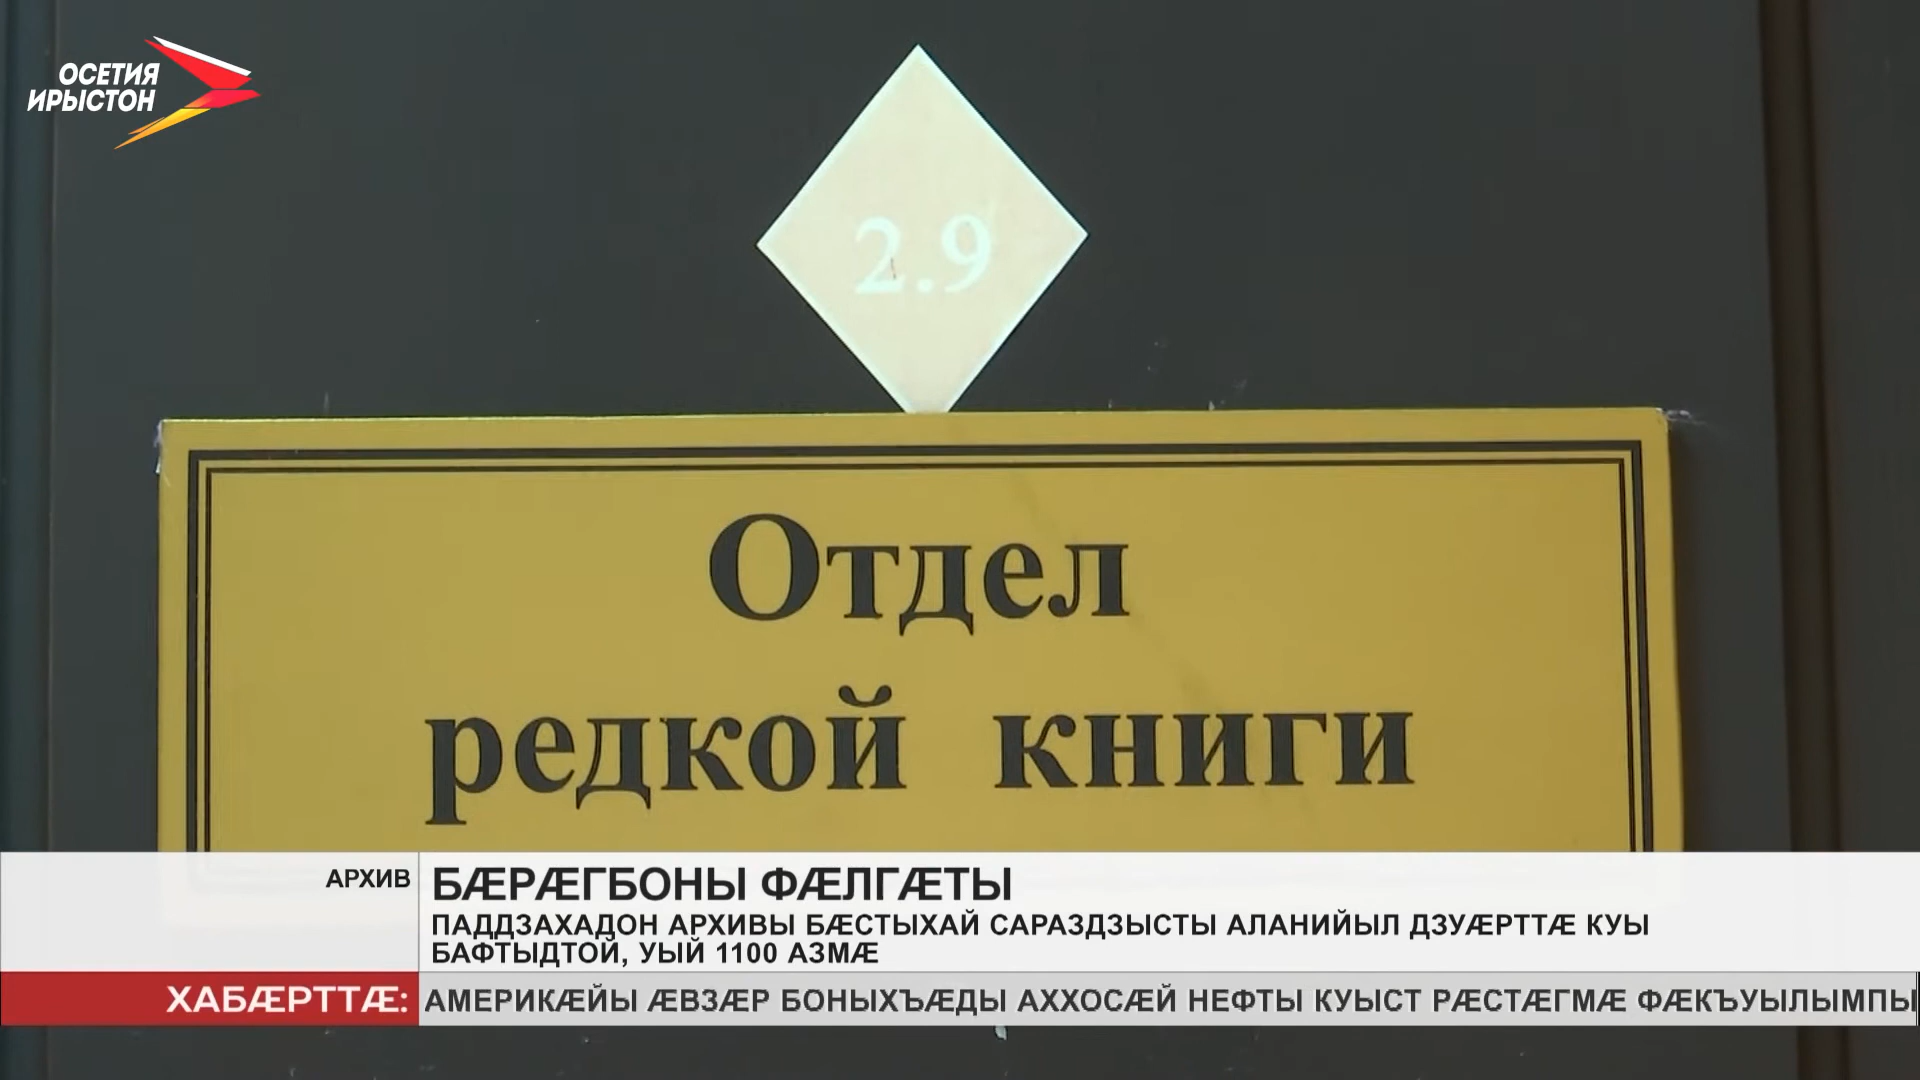 ОСЕТИЯ
ИРЫСТОН
2.9
Отдел
редкой книги
АРХИВ
БÆРÆГБОНЫ ФÆЛГÆТЫ
ПАДДЗАХАДОН АРХИВЫ БÆСТЫХАЙ САРАЗДЗЫСТЫ АЛАНИЙЫЛ ДЗУÆРТТÆ КУЫ
БАФТЫДТОЙ, УЫЙ 1100 АЗМÆ
ХАБÆРТТÆ:
АМЕРИКÆЙЫ ÆВЗÆР БОНЫХЪÆДЫ АХХОСÆЙ НЕФТЫ КУЫСТ РÆСТÆГМÆ ФÆКЪУЫЛЫМПЫ